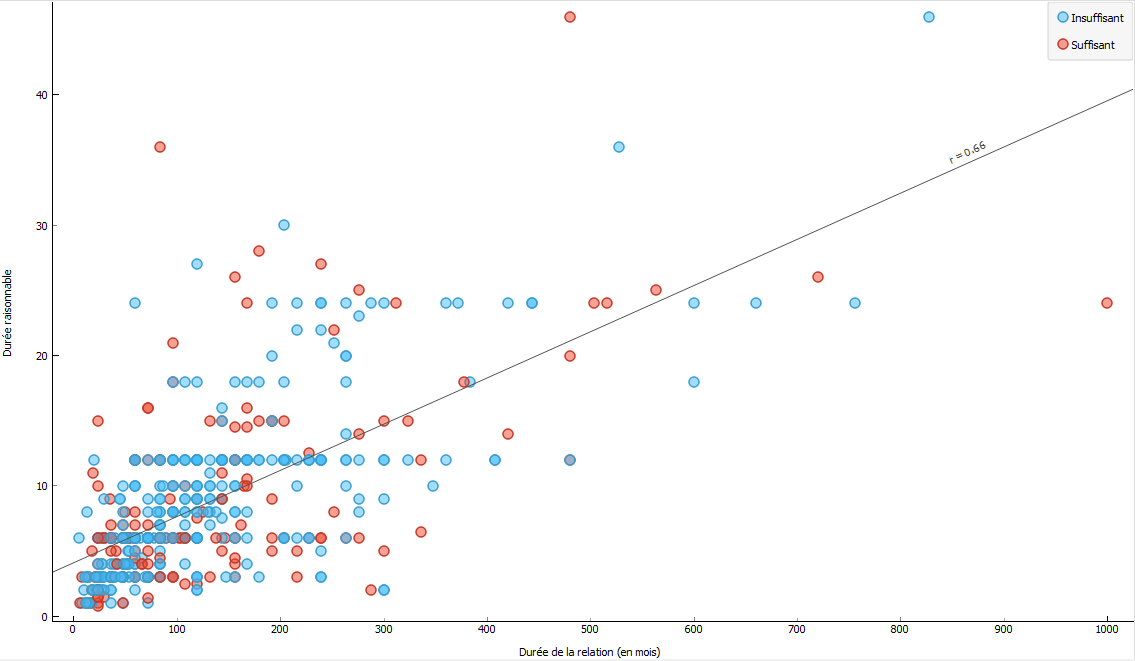 Insuffisant
Suffisant
r = 0.66
Durée raisonnable
40
30
20
10
0
0 100 200 300 400 500 600 700 800 900 1000
Durée de la relation (en mois)